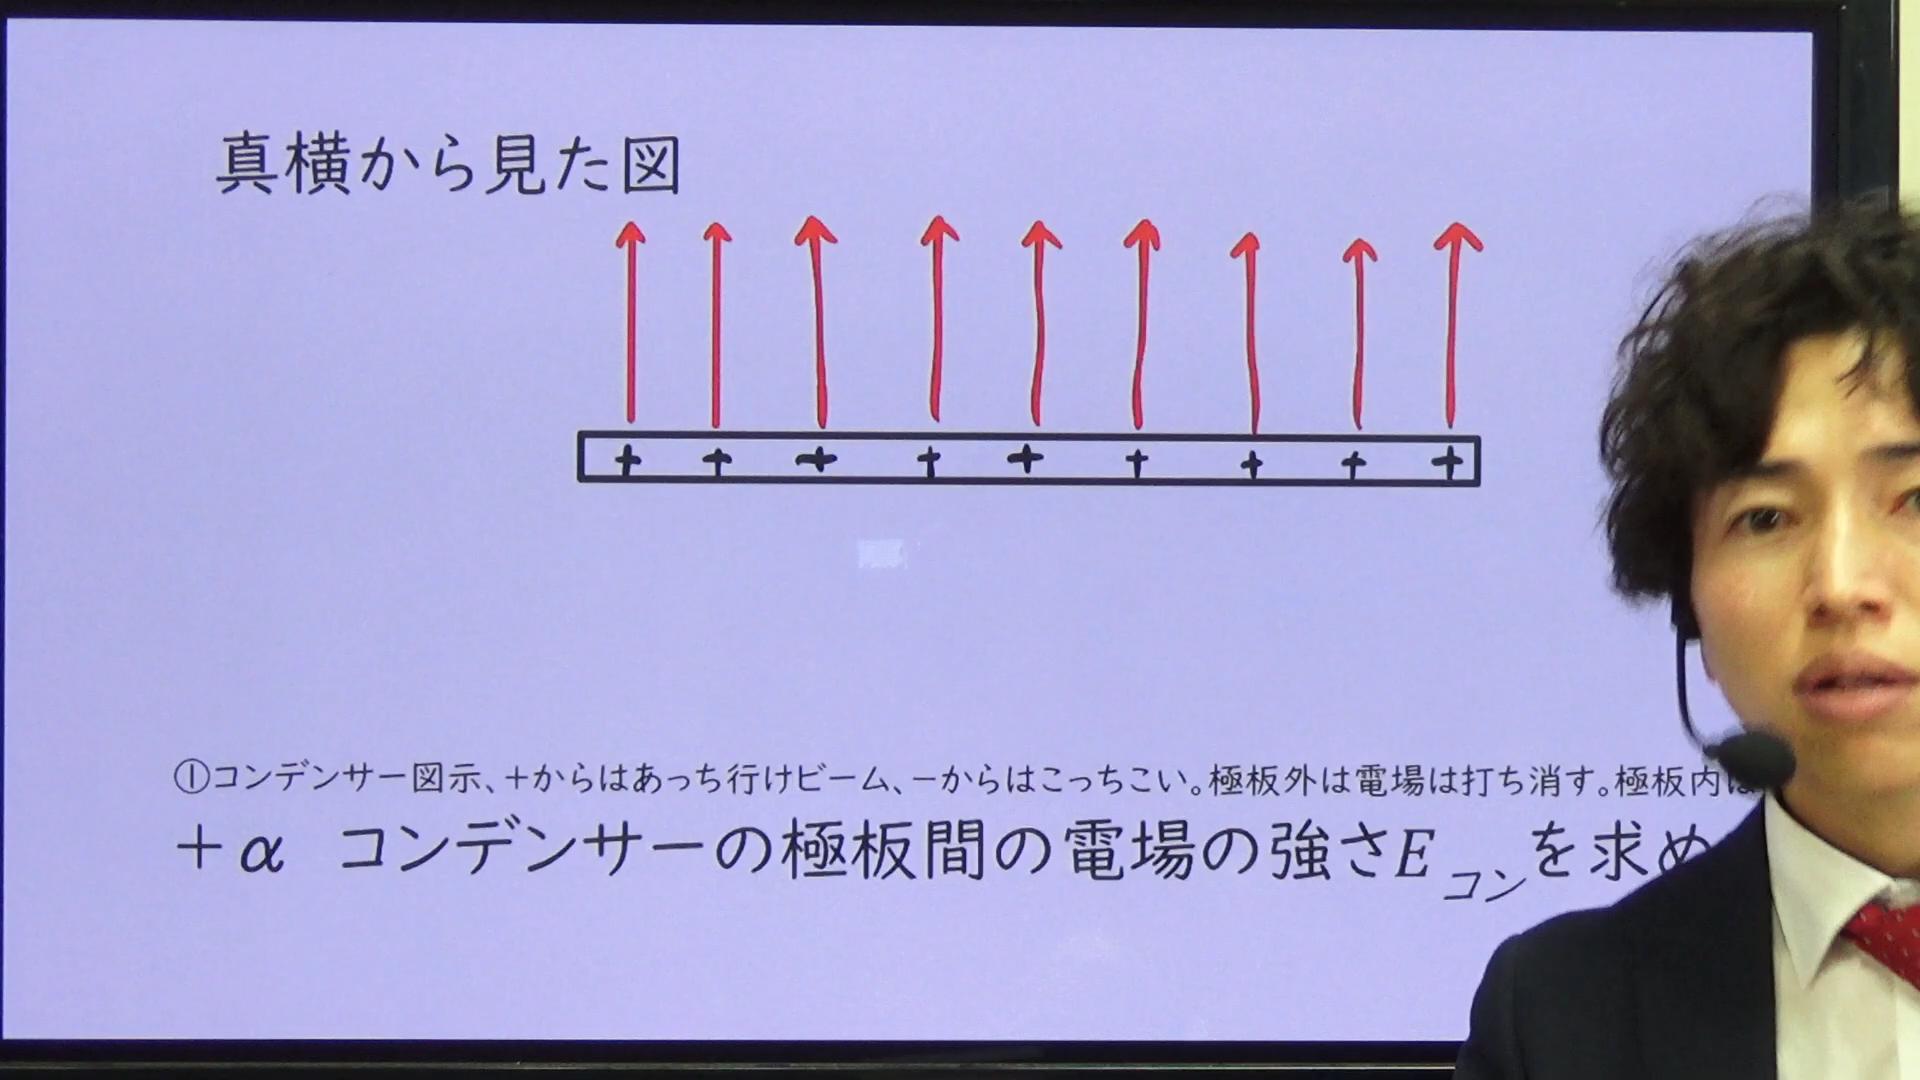 真横から見た図
+ + + + + + + + +
①コンデンサー図示、+からはあっち行けビーム、-からはこっちこい。極板外は電場は打ち消す。極板内は
+α コンデンサーの極板間の電場の強さEコンを求め